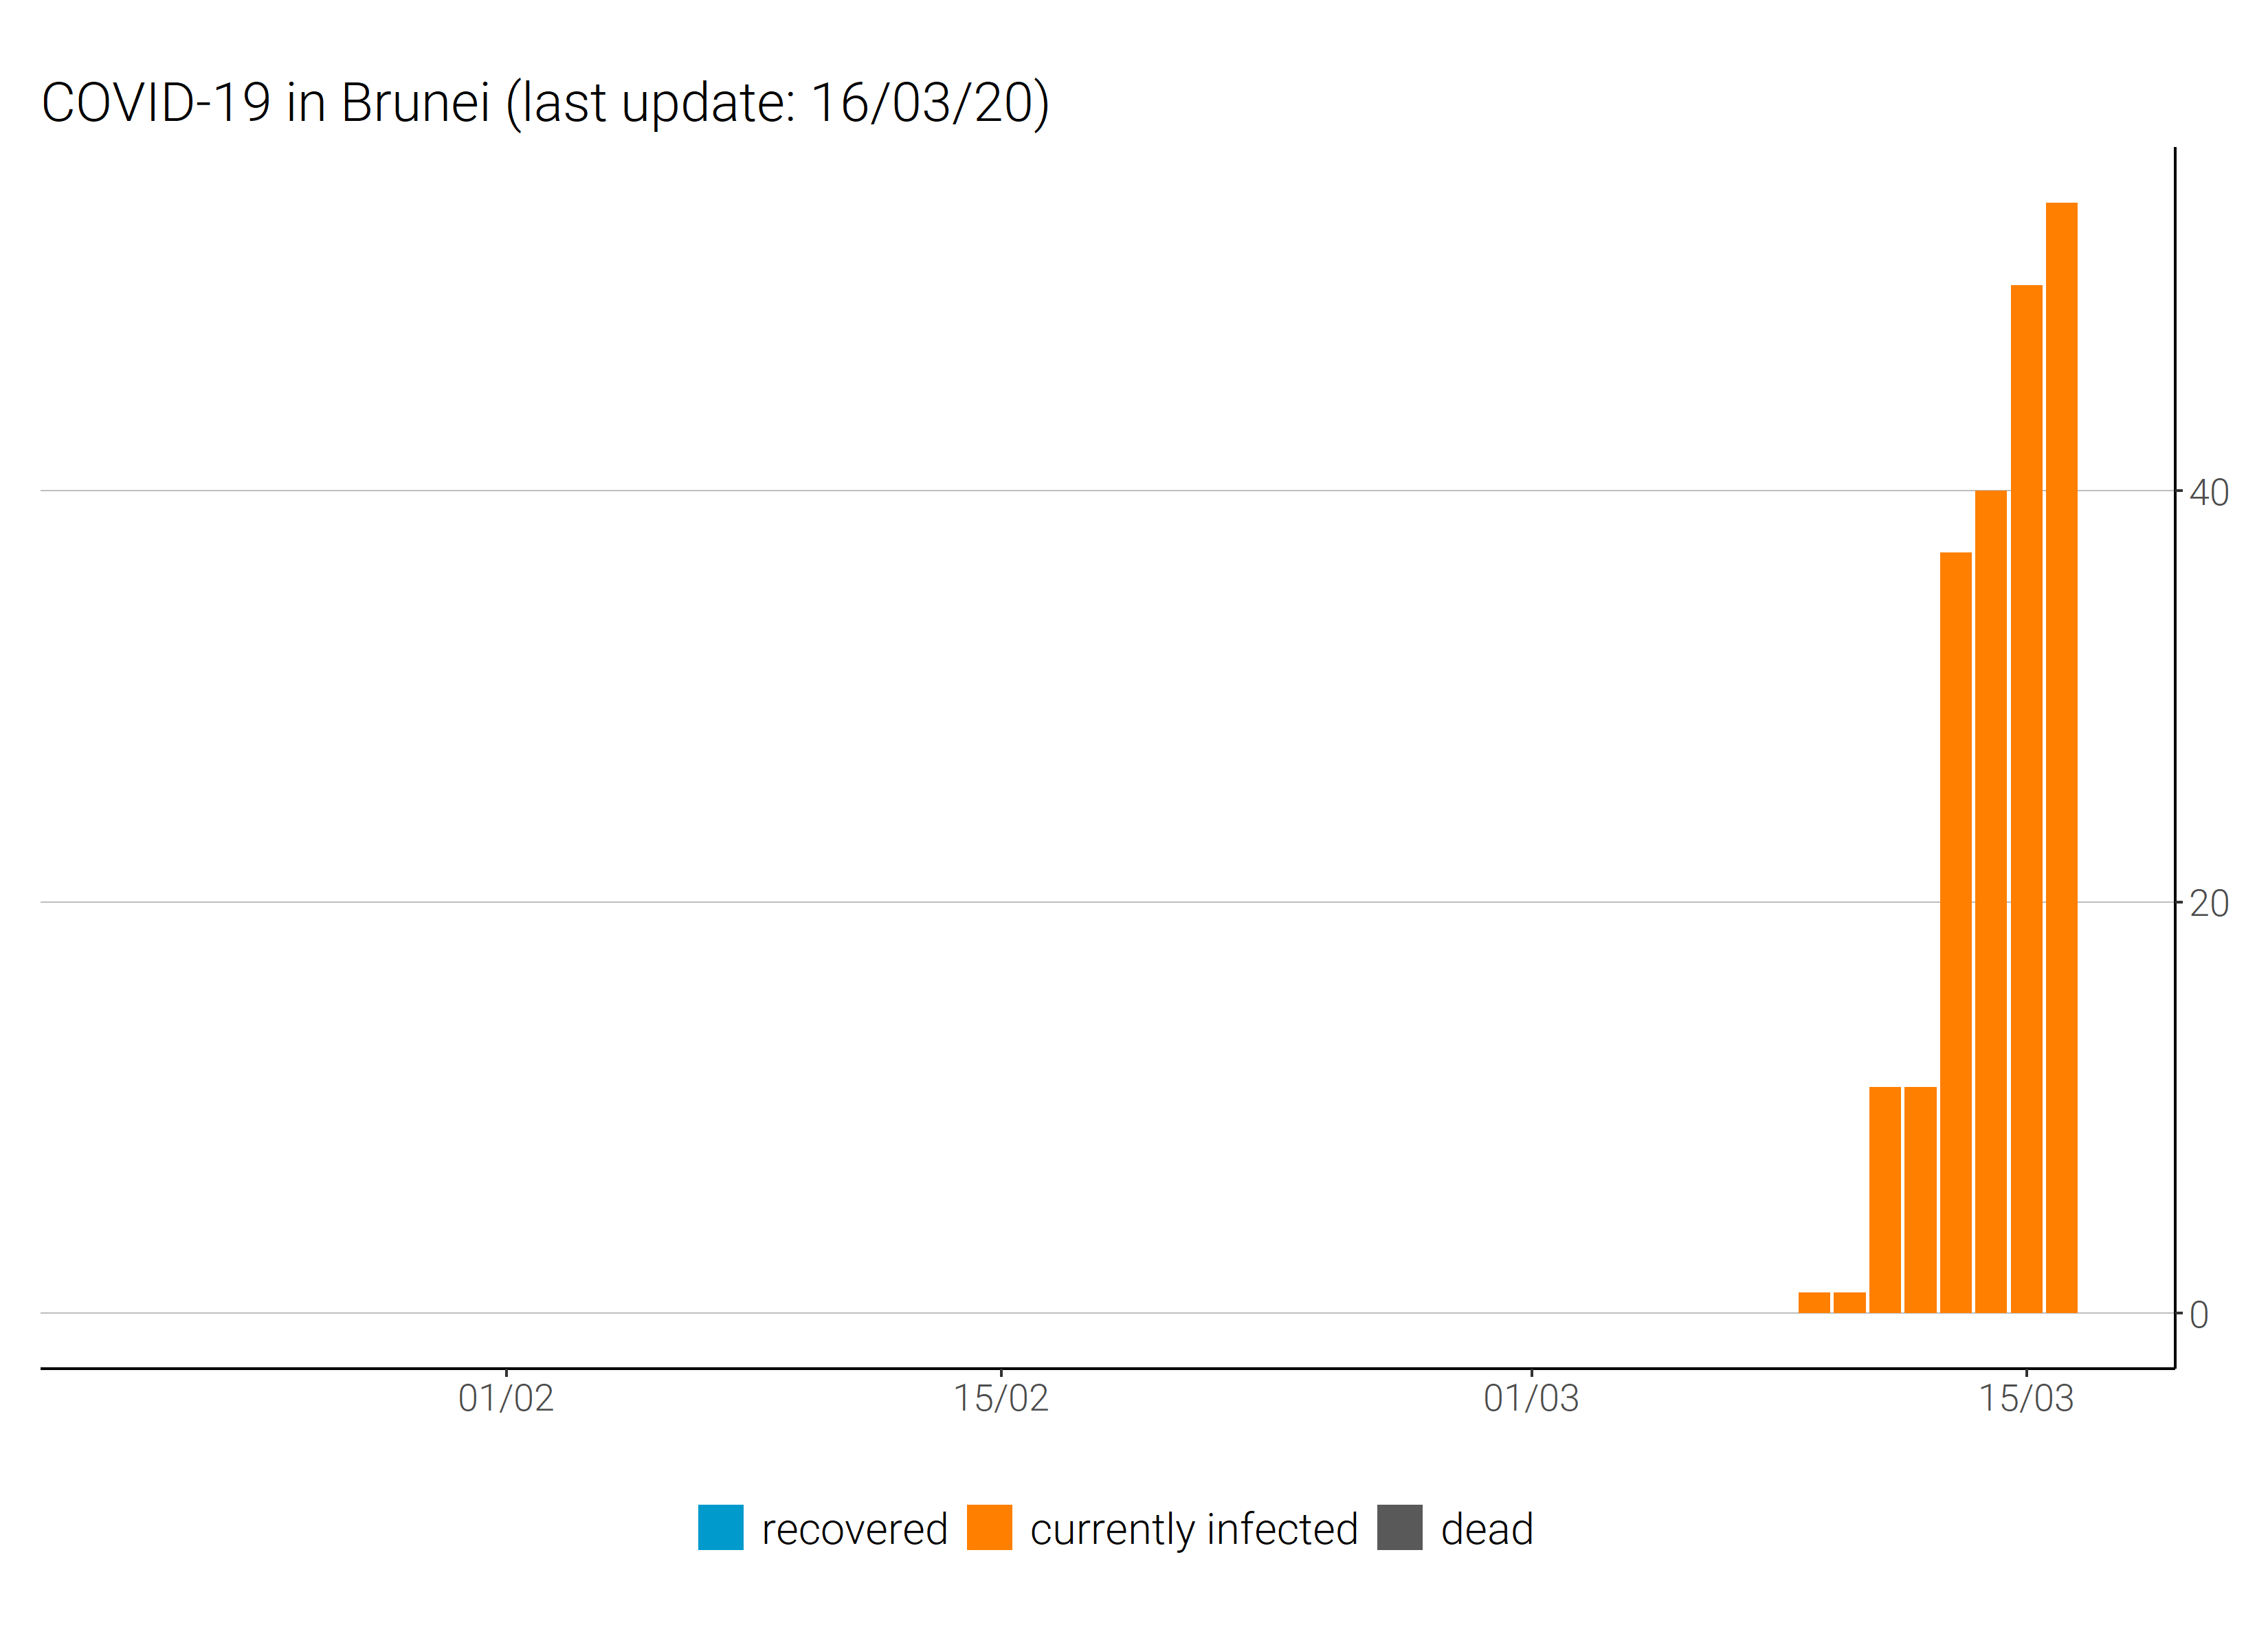 COVID-19 in Brunei (last update: 16/03/20)
40
20
0
01/02 15/02 01/03 15/03
recovered currently infected dead